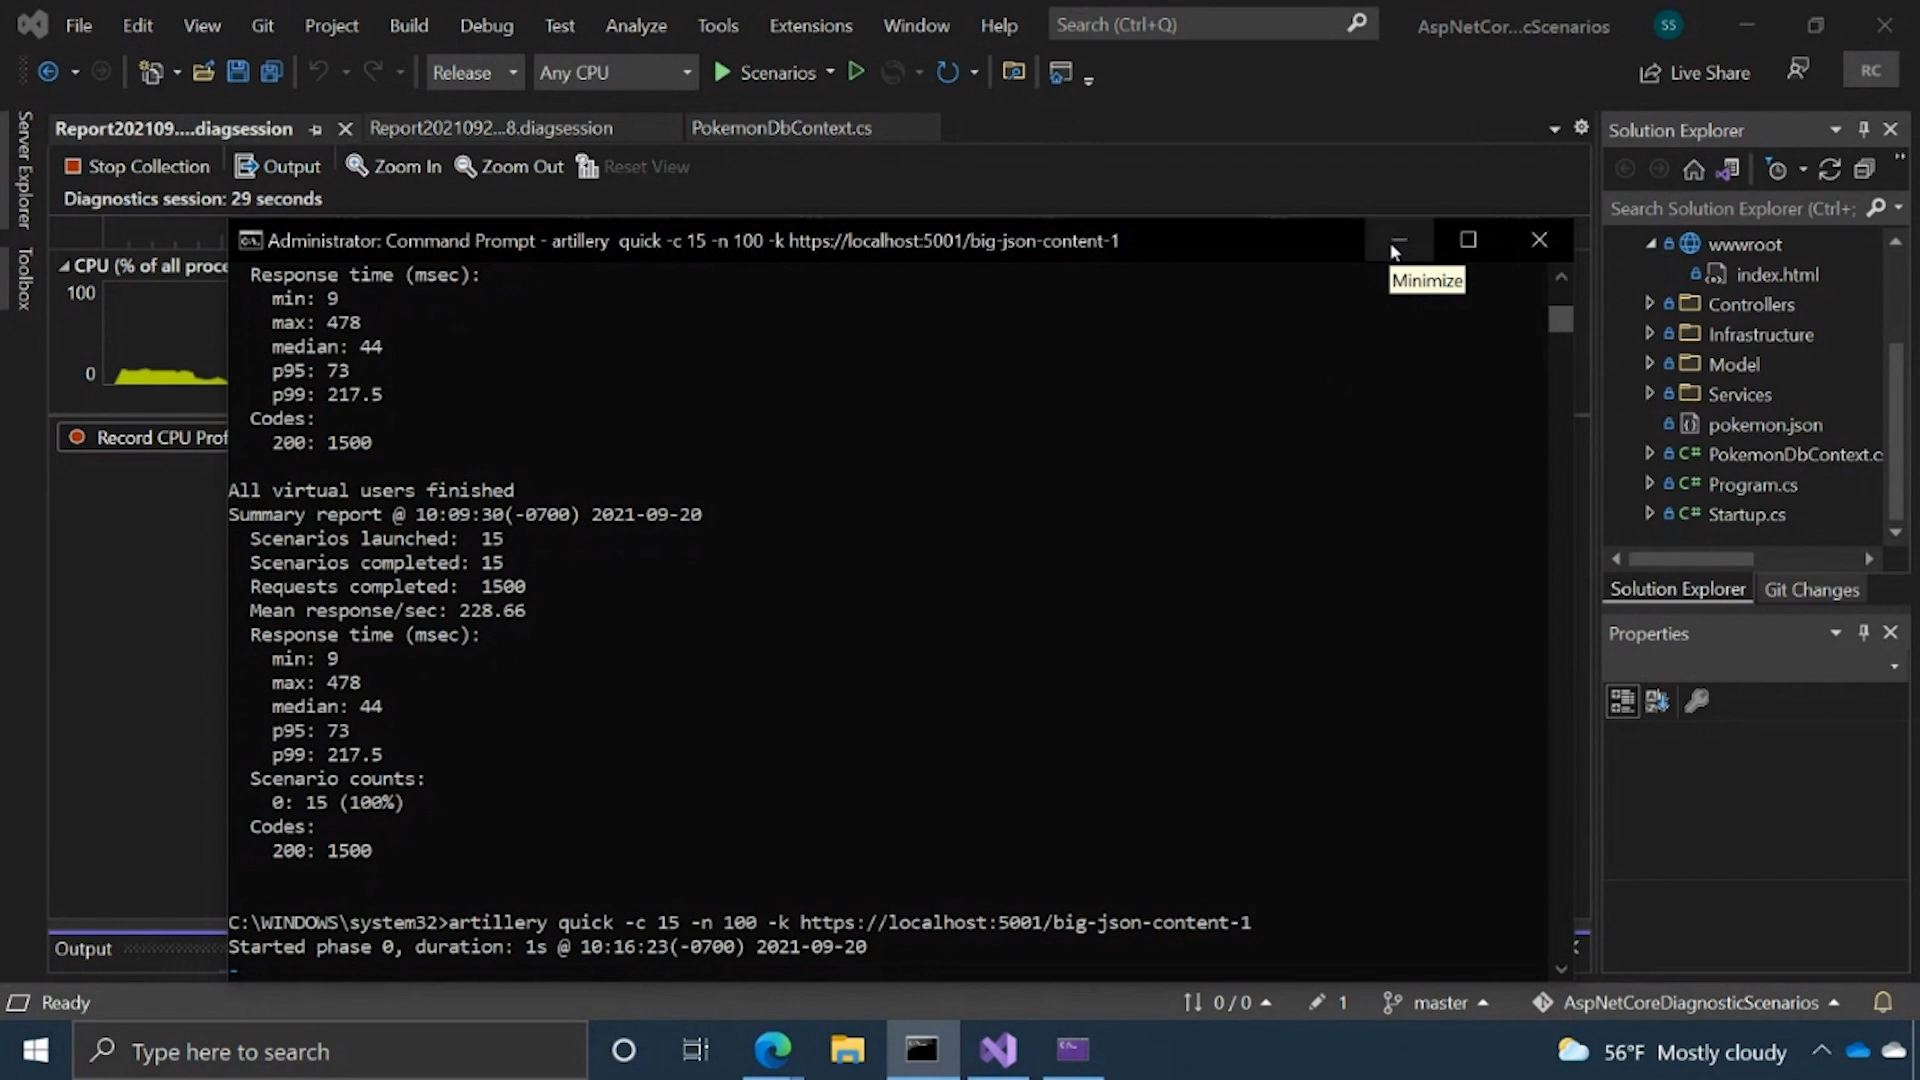 File Edit View Git Project Build Debug Test Analyze Tools Extensions Window Help Search (Ctrl+Q) AspNetCor...cScenarios SS
Release Any CPU Scenarios Live Share RC
Server Explorer
Toolbox
Report202109....diagsession Report2021092...8.diagsession PokemonDbContext.cs
Stop Collection Output Zoom In Zoom Out Reset View
Diagnostics session: 29 seconds
CPU (% of all proce
100
0
Record CPU Prof
Output
Administrator: Command Prompt - artillery quick -c 15 -n 100 -k https://localhost:5001/big-json-content-1
Minimize
Response time (msec):
min: 9
max: 478
median: 44
p95: 73
p99: 217.5
Codes:
200: 1500
All virtual users finished
Summary report @ 10:09:30(-0700) 2021-09-20
Scenarios launched: 15
Scenarios completed: 15
Requests completed: 1500
Mean response/sec: 228.66
Response time (msec):
min: 9
max: 478
median: 44
p95: 73
p99: 217.5
Scenario counts:
0: 15 (100%)
Codes:
200: 1500
C:\WINDOWS\system32>artillery quick -c 15 -n 100 -k https://localhost:5001/big-json-content-1
Started phase 0, duration: 1s @ 10:16:23(-0700) 2021-09-20
Solution Explorer
Search Solution Explorer (Ctrl+;
wwwroot
index.html
Controllers
Infrastructure
Model
Services
pokemon.json
PokemonDbContext.c
Program.cs
Startup.cs
Solution Explorer Git Changes
Properties
Ready 0 / 0 1 master AspNetCoreDiagnosticScenarios
Type here to search 56°F Mostly cloudy